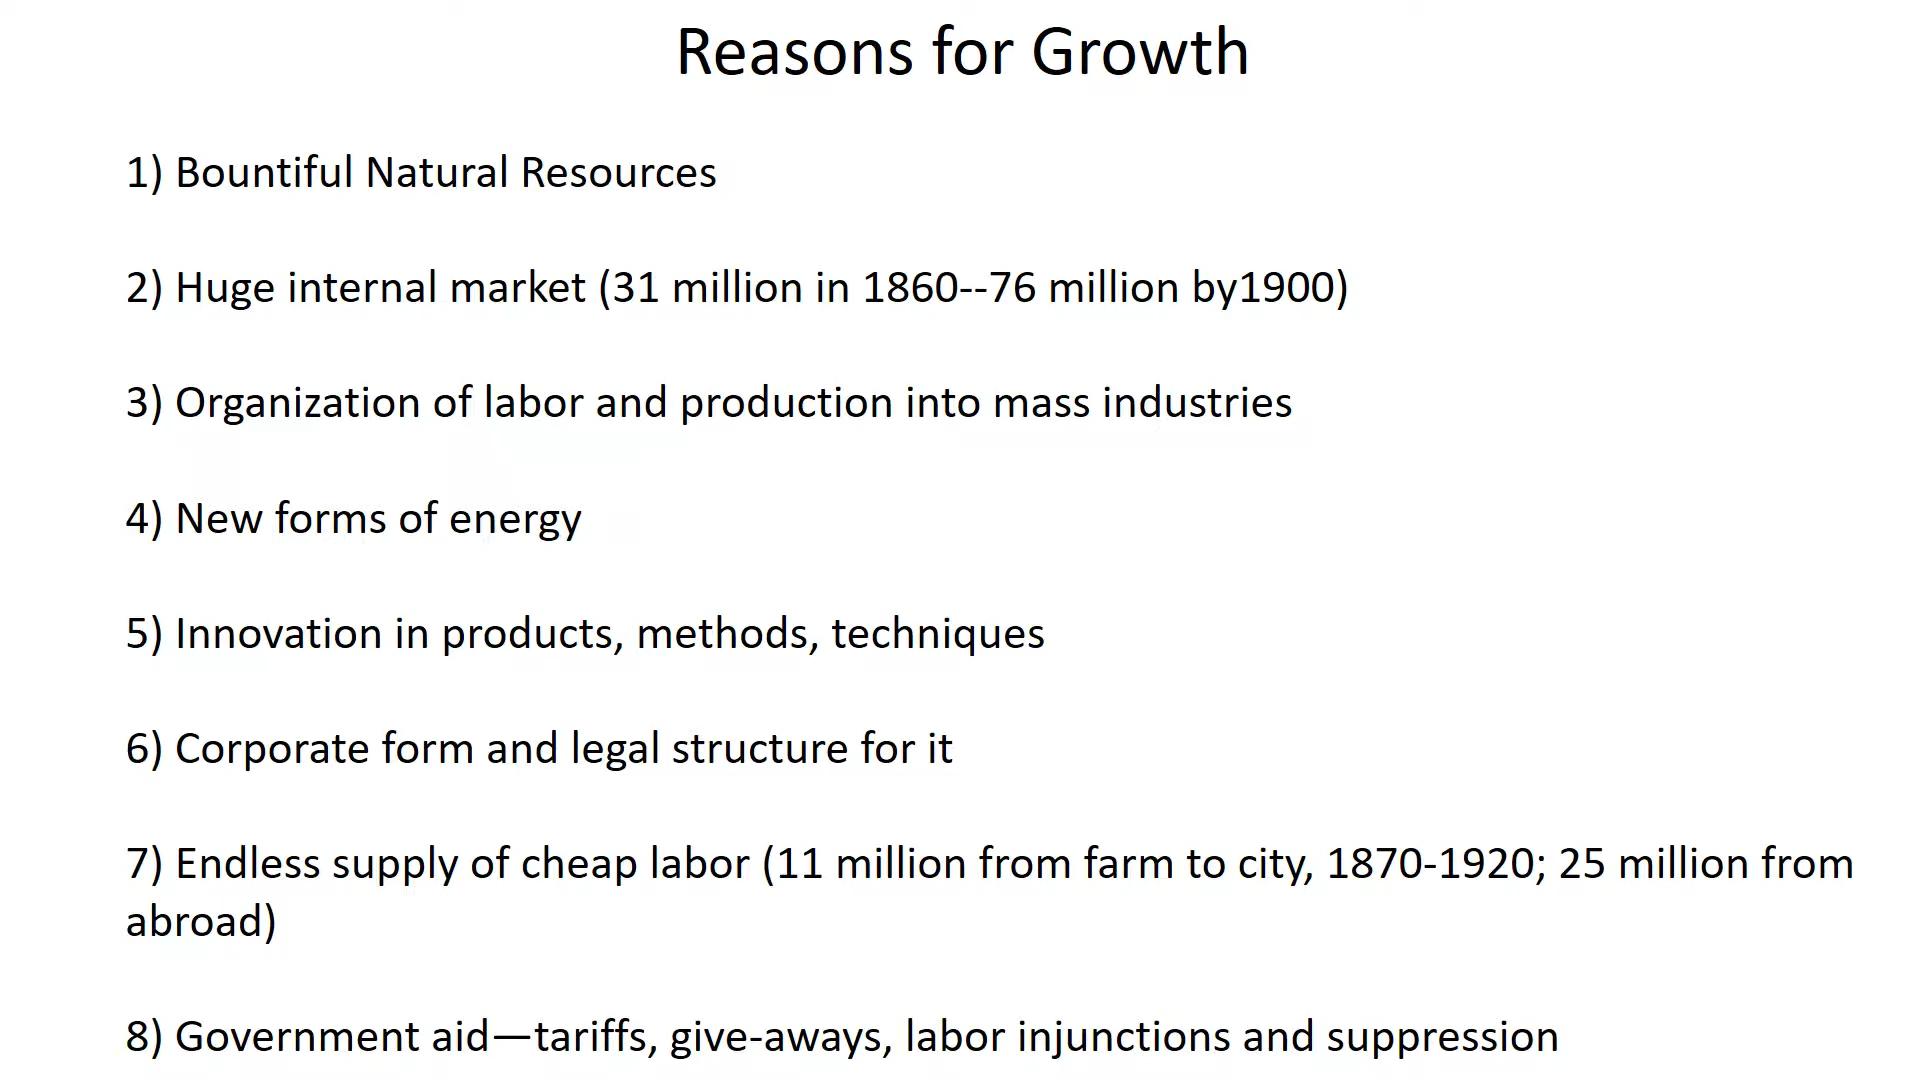 Reasons for Growth
1) Bountiful Natural Resources
2) Huge internal market (31 million in 1860--76 million by1900)
3) Organization of labor and production into mass industries
4) New forms of energy
5) Innovation in products, methods, techniques
6) Corporate form and legal structure for it
7) Endless supply of cheap labor (11 million from farm to city, 1870-1920; 25 million from
abroad)
8) Government aid—tariffs, give-aways, labor injunctions and suppression